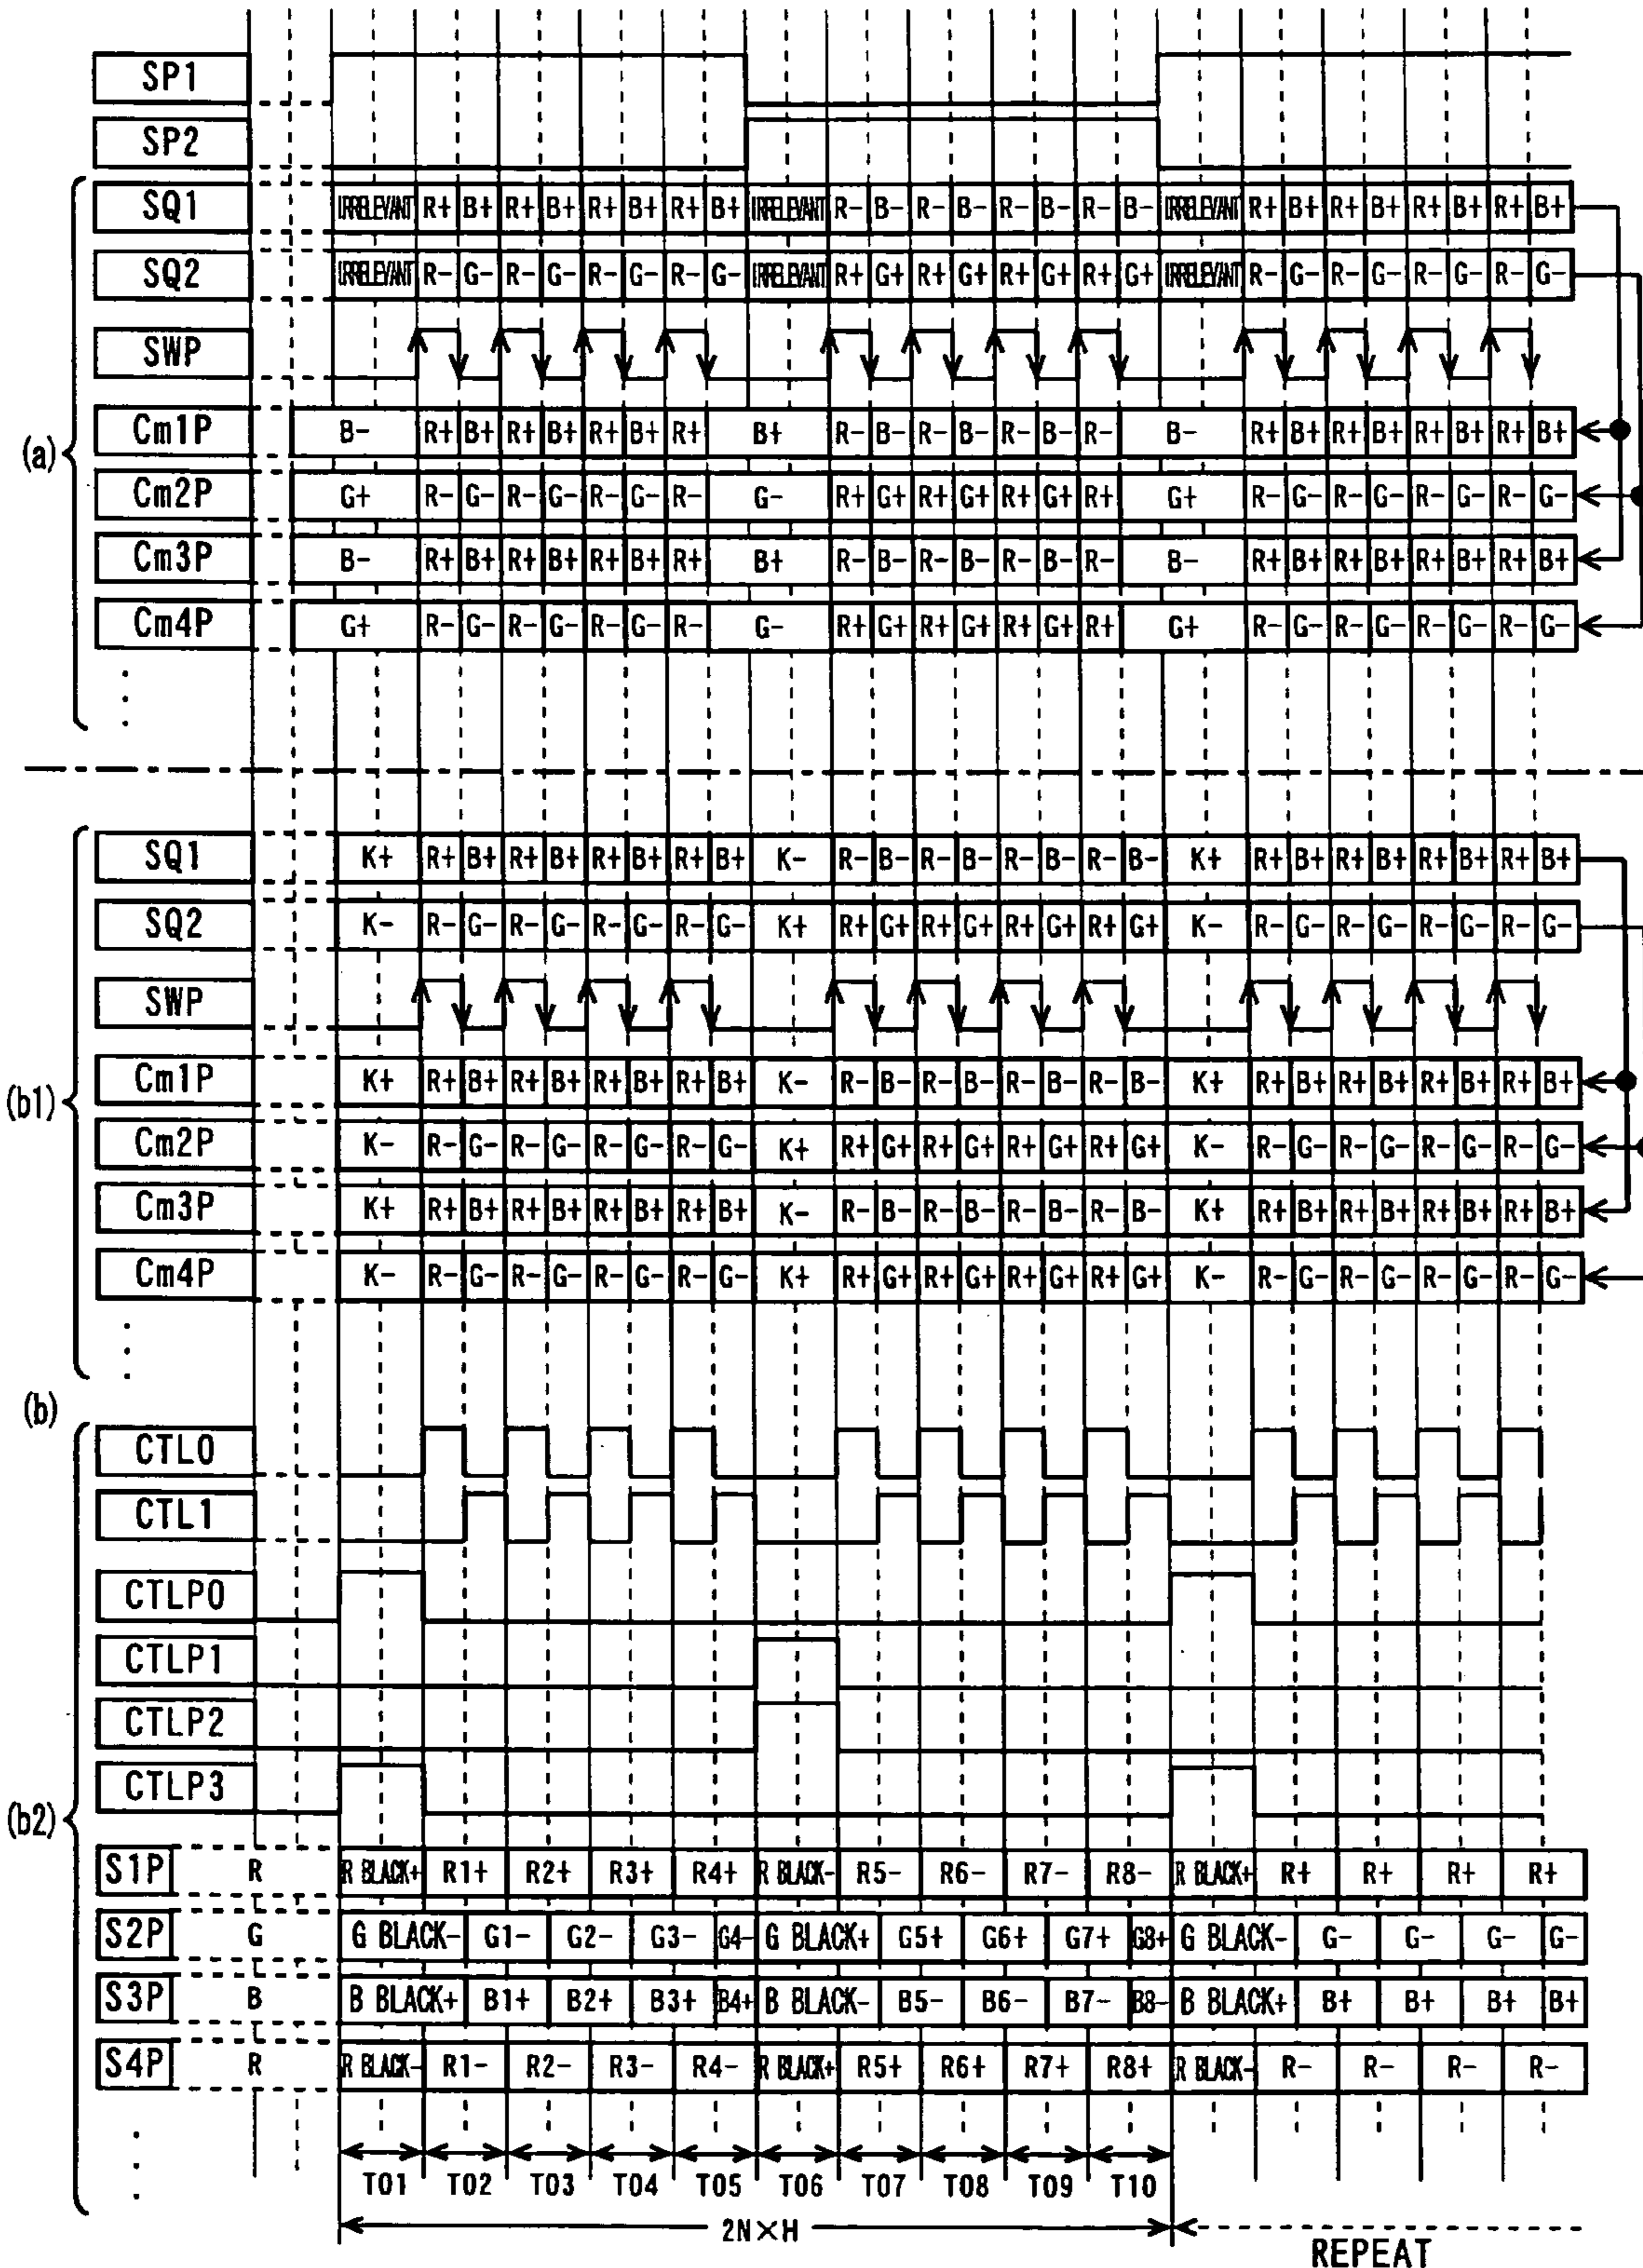 SP1
SP2
(a)
SQ1 IRRELEVANT R+ B+ R+ B+ R+ B+ R+ B+ IRRELEVANT R- B- R- B- R- B- R- B- IRRELEVANT R+ B+ R+ B+ R+ B+ R+ B+
SQ2 IRRELEVANT R- G- R- G- R- G- R- G- IRRELEVANT R+ G+ R+ G+ R+ G+ R+ G+ IRRELEVANT R- G- R- G- R- G- R- G-
SWP
Cm1P B- R+ B+ R+ B+ R+ B+ R+ B+ R- B- R- B- R- B- R- B- R+ B+ R+ B+ R+ B+ R+ B+
Cm2P G+ R- G- R- G- R- G- R- G- R+ G+ R+ G+ R+ G+ R+ G+ R- G- R- G- R- G- R- G-
Cm3P B- R+ B+ R+ B+ R+ B+ R+ B+ R- B- R- B- R- B- R- B- R+ B+ R+ B+ R+ B+ R+ B+
Cm4P G+ R- G- R- G- R- G- R- G- R+ G+ R+ G+ R+ G+ R+ G+ R- G- R- G- R- G- R- G-
(b)
(b1)
SQ1 K+ R+ B+ R+ B+ R+ B+ R+ B+ K- R- B- R- B- R- B- R- B- K+ R+ B+ R+ B+ R+ B+ R+ B+
SQ2 K- R- G- R- G- R- G- R- G- K+ R+ G+ R+ G+ R+ G+ R+ G+ K- R- G- R- G- R- G- R- G-
SWP
Cm1P K+ R+ B+ R+ B+ R+ B+ R+ B+ K- R- B- R- B- R- B- R- B- K+ R+ B+ R+ B+ R+ B+ R+ B+
Cm2P K- R- G- R- G- R- G- R- G- K+ R+ G+ R+ G+ R+ G+ R+ G+ K- R- G- R- G- R- G- R- G-
Cm3P K+ R+ B+ R+ B+ R+ B+ R+ B+ K- R- B- R- B- R- B- R- B- K+ R+ B+ R+ B+ R+ B+ R+ B+
Cm4P K- R- G- R- G- R- G- R- G- K+ R+ G+ R+ G+ R+ G+ R+ G+ K- R- G- R- G- R- G- R- G-
(b2)
CTL0
CTL1
CTLP0
CTLP1
CTLP2
CTLP3
S1P R R BLACK+ R1+ R2+ R3+ R4+ R BLACK- R5- R6- R7- R8- R BLACK+ R+ R+ R+ R+
S2P G G BLACK- G1- G2- G3- G4- G BLACK+ G5+ G6+ G7+ G8+ G BLACK- G- G- G- G-
S3P B B BLACK+ B1+ B2+ B3+ B4+ B BLACK- B5- B6- B7- B8- B BLACK+ B+ B+ B+ B+
S4P R R BLACK- R1- R2- R3- R4- R BLACK+ R5+ R6+ R7+ R8+ R BLACK- R- R- R- R-
T01 T02 T03 T04 T05 T06 T07 T08 T09 T10
2N×H
REPEAT